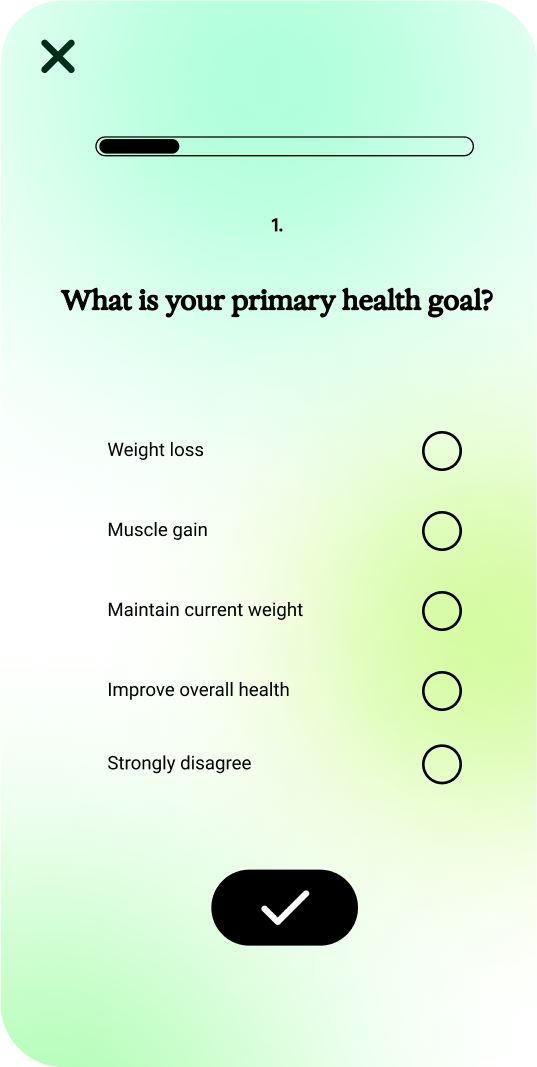 1.
What is your primary health goal?
Weight loss
Muscle gain
Maintain current weight
Improve overall health
Strongly disagree